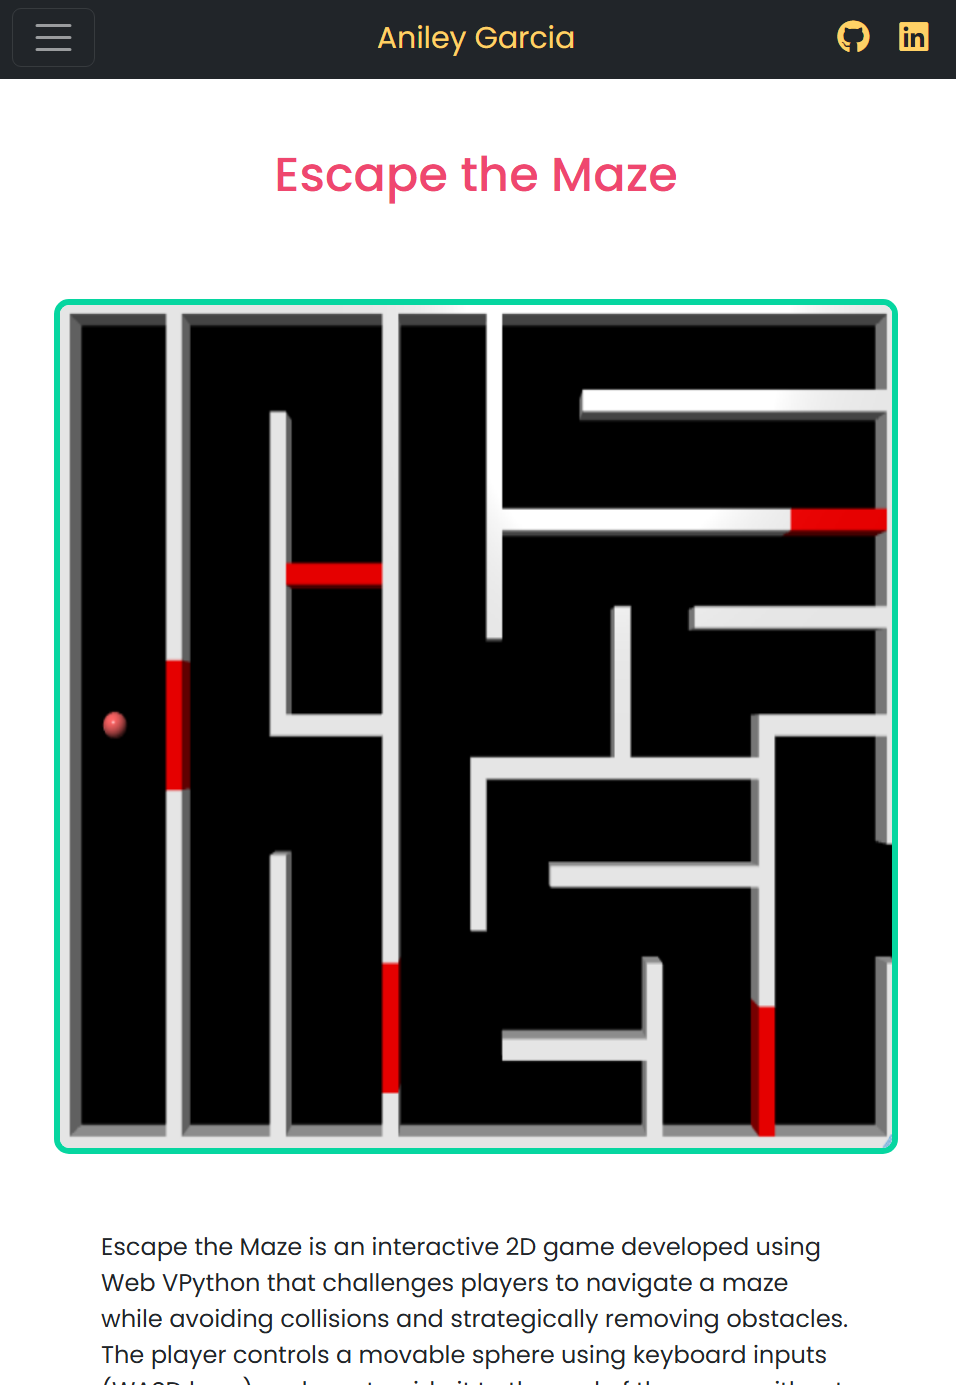 Aniley Garcia
in
Escape the Maze
Escape the Maze is an interactive 2D game developed using
Web VPython that challenges players to navigate a maze
while avoiding collisions and strategically removing obstacles.
The player controls a movable sphere using keyboard inputs